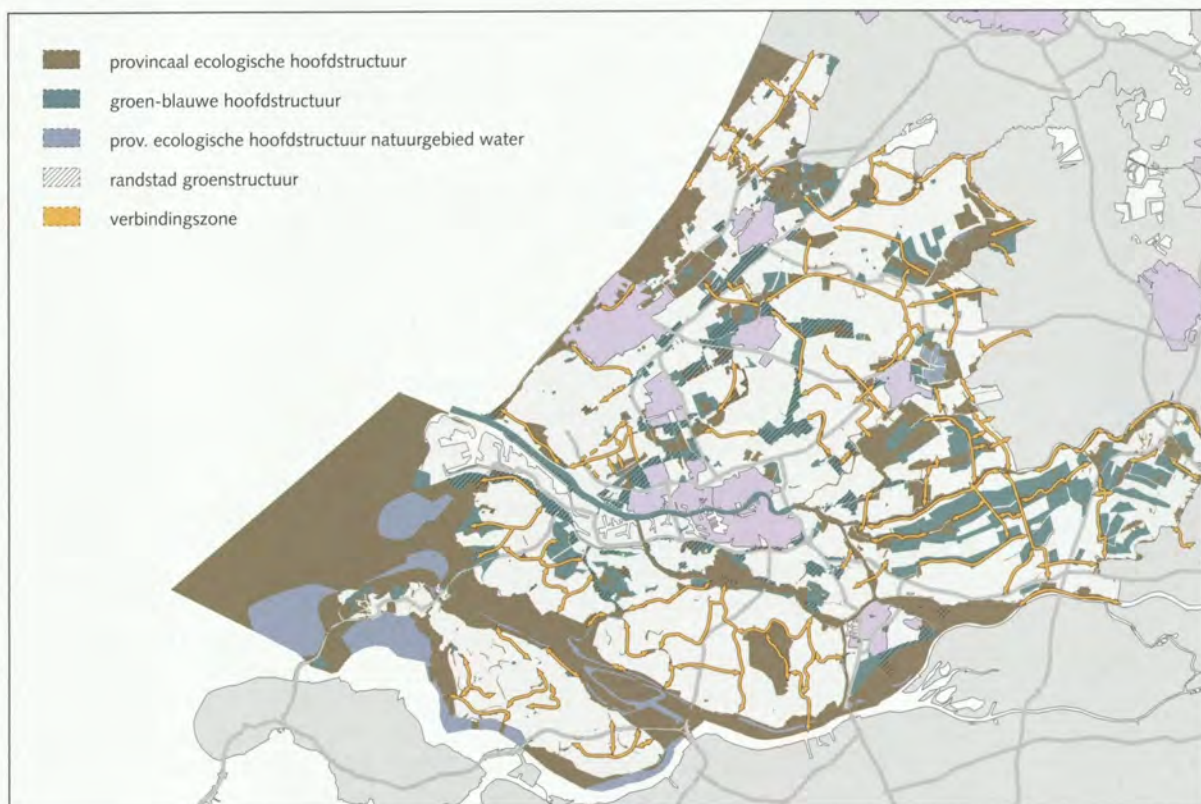 provincaal ecologische hoofdstructuur
groen-blauwe hoofdstructuur
prov. ecologische hoofdstructuur natuurgebied water
randstad groenstructuur
verbindingszone